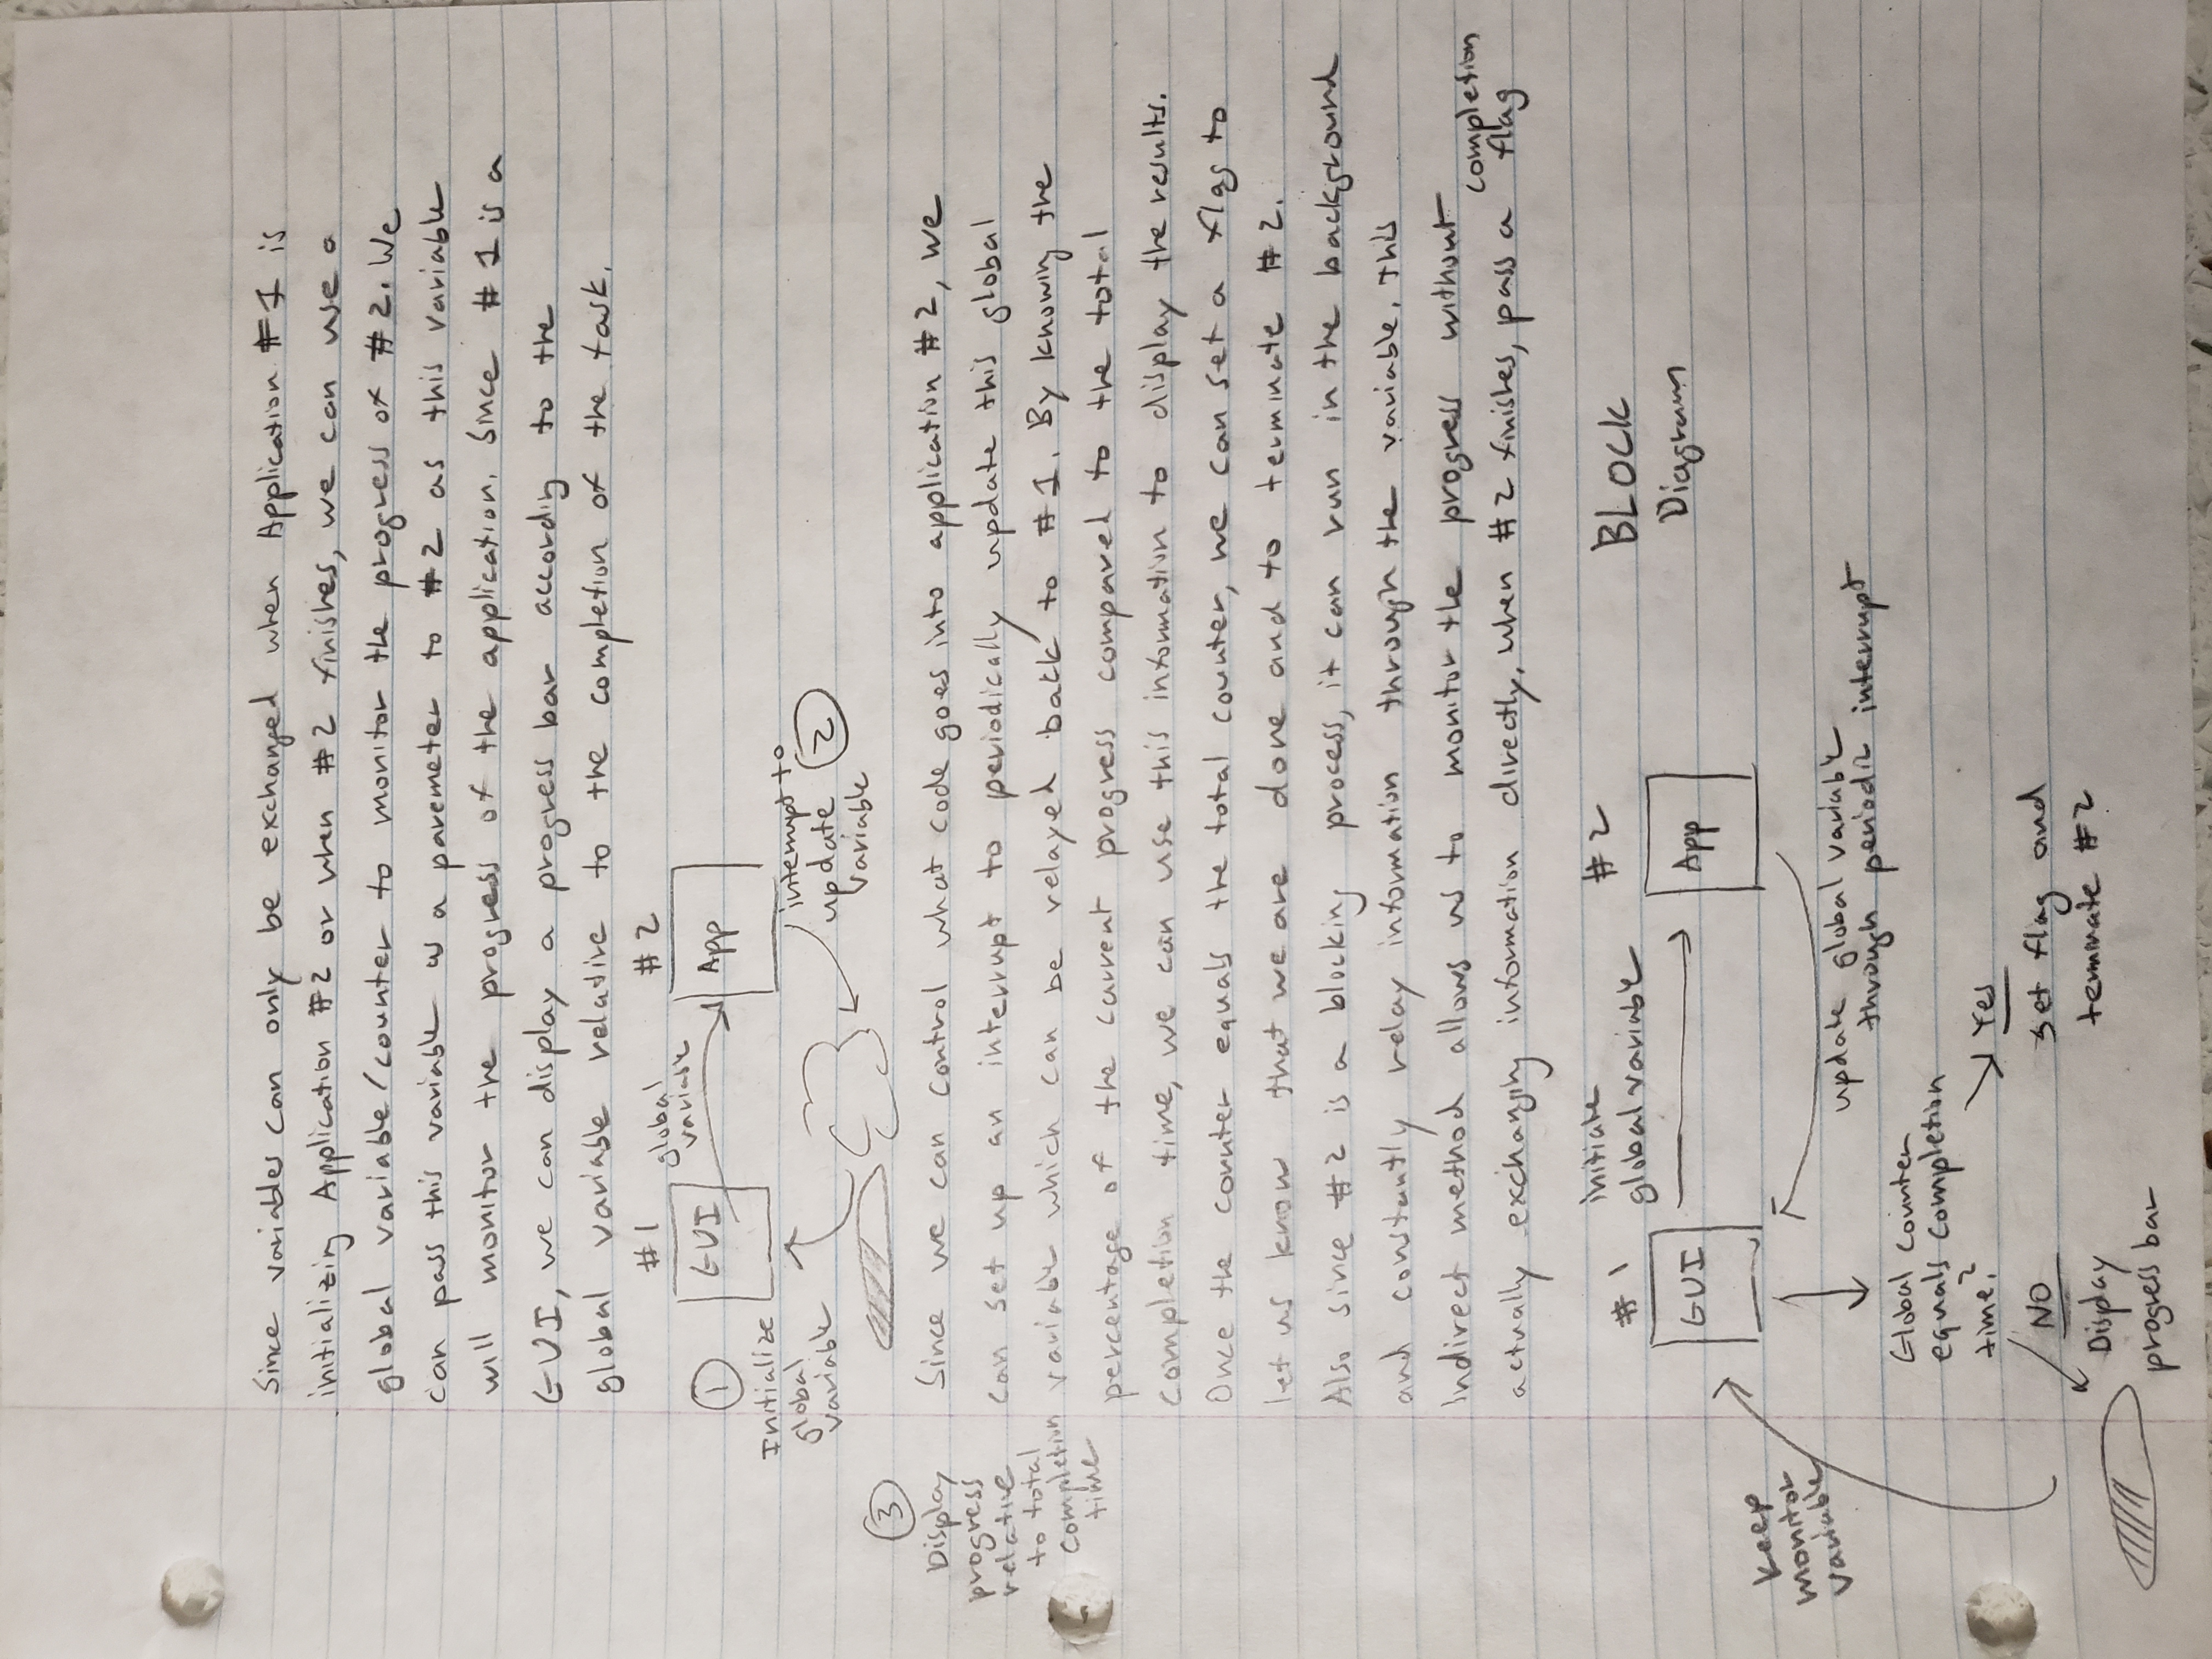 Since variables can only be exchanged when Application #1 is
initializing Application #2 or when #2 finishes, we can use a
global variable/counter to monitor the progress of #2. We
can pass this variable as a paremeter to #2 as this variable
will monitor the progress of the application. Since #1 is a
GUI, we can display a progress bar according to the
global variable relative to the completion of the task.
#1
global
variable
#2
1
GUI
App
Initialize
global
variable
interrupt to
update
variable
2
3
Display
progress
relative
to total
completion
time
Since we can control what code goes into application #2, we
can set up an interrupt to periodically update this global
variable which can be relayed back to #1. By knowing the
percentage of the current progress compared to the total
completion time, we can use this information to display the results.
Once the counter equals the total counter, we can set a flag to
let us know that we are done and to terminate #2.
Also since #2 is a blocking process, it can run in the background
and constantly relay information through the variable. This
indirect method allows us to monitor the progress without
actually exchanging information directly. When #2 finishes, pass a completion flag
#1
initiate
global variable
#2
BLOCK
Diagram
GUI
App
Keep
monitor
variable
update global variable
through periodic interrupt
Global counter
equals completion
time?
Yes
set flag and
terminate #2
NO
Display
progress bar